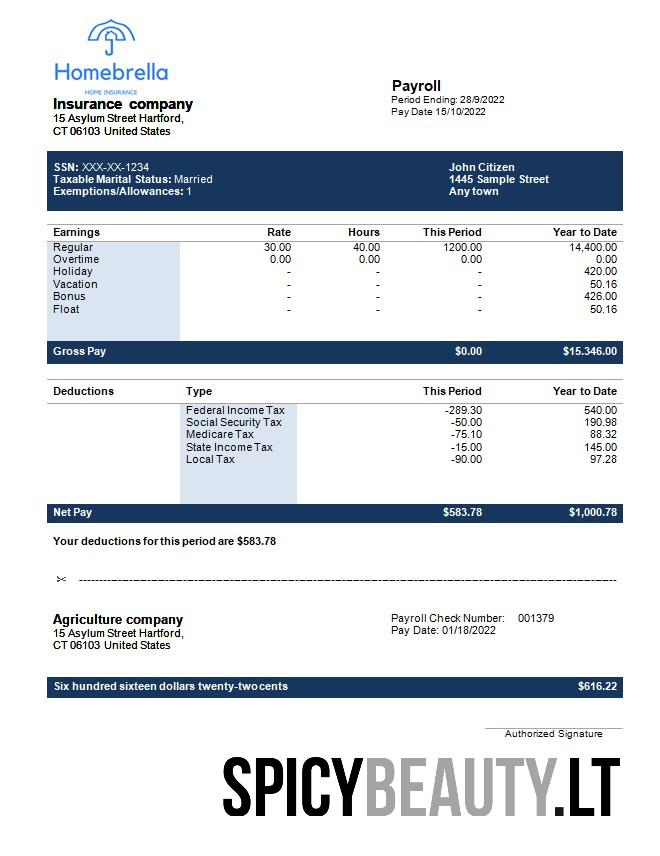 Homebrella
HOME INSURANCE
Insurance company
15 Asylum Street Hartford,
CT 06103 United States
Payroll
Period Ending: 28/9/2022
Pay Date 15/10/2022
SSN: XXX-XX-1234
Taxable Marital Status: Married
Exemptions/Allowances: 1
John Citizen
1445 Sample Street
Any town
Earnings Rate Hours This Period Year to Date
Regular 30.00 40.00 1200.00 14,400.00
Overtime 0.00 0.00 0.00 0.00
Holiday - - - 420.00
Vacation - - - 50.16
Bonus - - - 426.00
Float - - - 50.16
Gross Pay $0.00 $15.346.00
Deductions Type This Period Year to Date
Federal Income Tax -289.30 540.00
Social Security Tax -50.00 190.98
Medicare Tax -75.10 88.32
State Income Tax -15.00 145.00
Local Tax -90.00 97.28
Net Pay $583.78 $1,000.78
Your deductions for this period are $583.78
Agriculture company
15 Asylum Street Hartford,
CT 06103 United States
Payroll Check Number: 001379
Pay Date: 01/18/2022
Six hundred sixteen dollars twenty-two cents $616.22
Authorized Signature
SPICYBEAUTY.LT